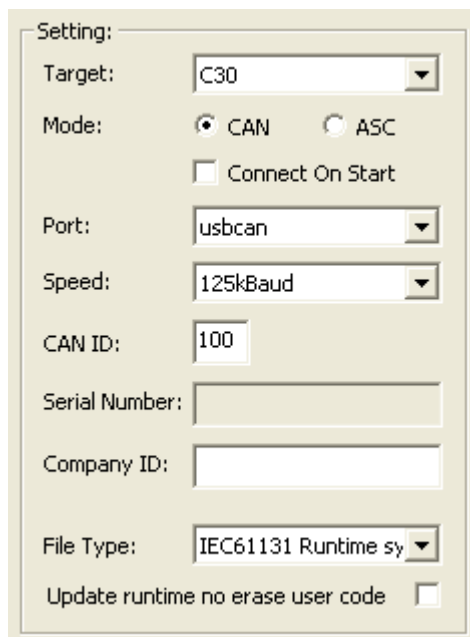 Setting:
Target: C30
Mode: CAN ASC
Connect On Start
Port: usbcan
Speed: 125kBaud
CAN ID: 100
Serial Number:
Company ID:
File Type: IEC61131 Runtime sy
Update runtime no erase user code